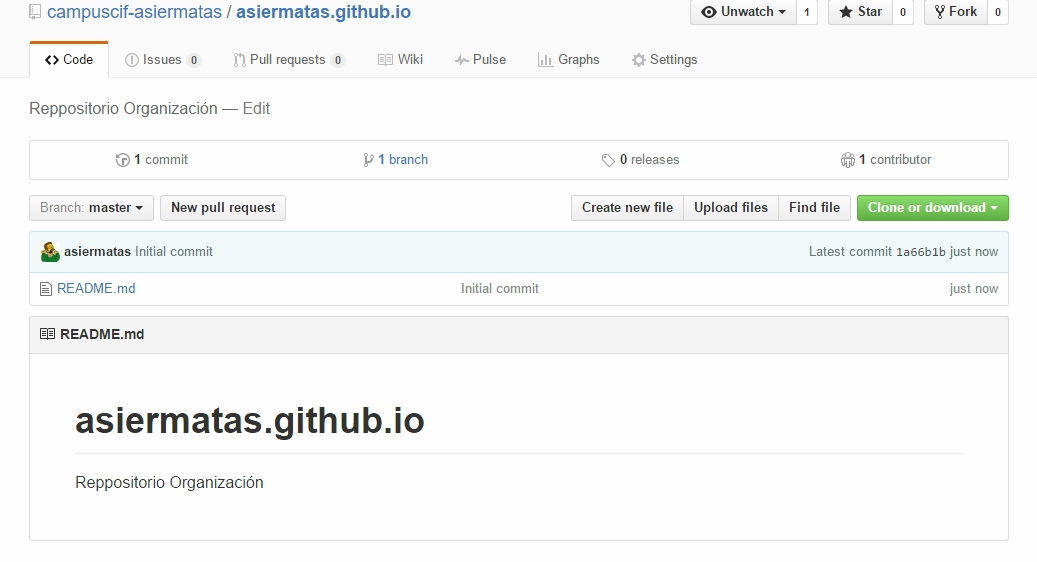 campuscif-asiermatas / asiermatas.github.io
Unwatch 1 Star 0 Fork 0
Code Issues 0 Pull requests 0 Wiki Pulse Graphs Settings
Reppositorio Organización — Edit
1 commit 1 branch 0 releases 1 contributor
Branch: master New pull request Create new file Upload files Find file Clone or download
asiermatas Initial commit Latest commit 1a66b1b just now
README.md Initial commit just now
README.md
asiermatas.github.io
Reppositorio Organización